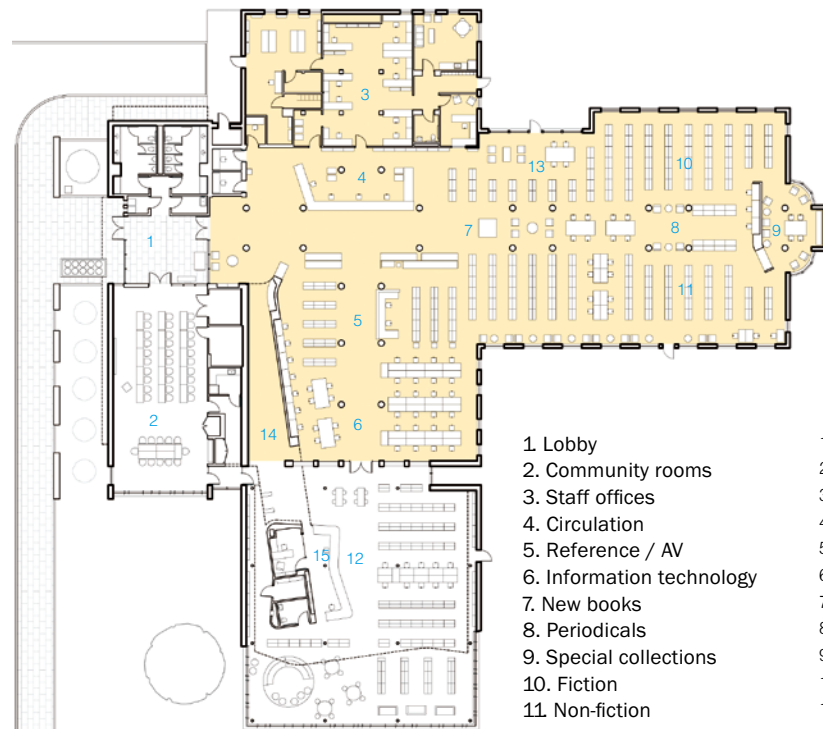 3
13
10
4
1
7
8
9
11
5
2
14
6
15
12
1. Lobby
2. Community rooms
3. Staff offices
4. Circulation
5. Reference / AV
6. Information technology
7. New books
8. Periodicals
9. Special collections
10. Fiction
11. Non-fiction